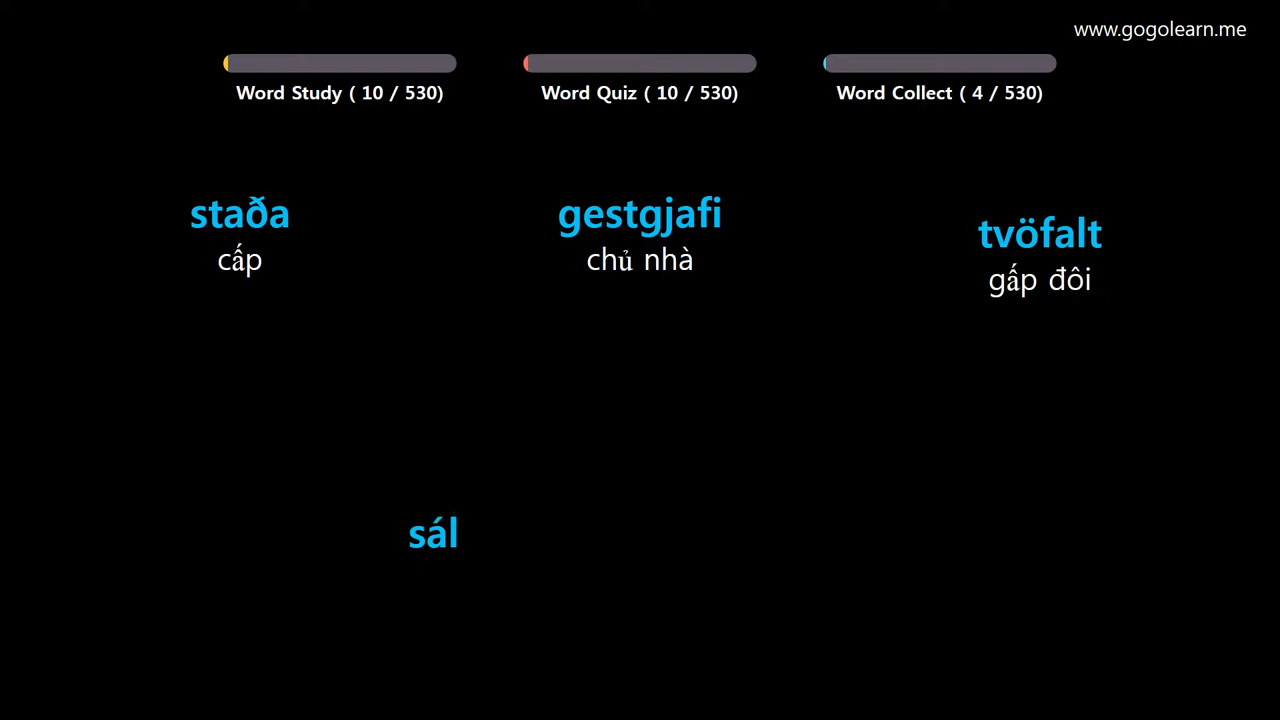 www.gogolearn.me
Word Study ( 10 / 530)
Word Quiz ( 10 / 530)
Word Collect ( 4 / 530)
staða
cấp
gestgjafi
chủ nhà
tvöfalt
gấp đôi
sál